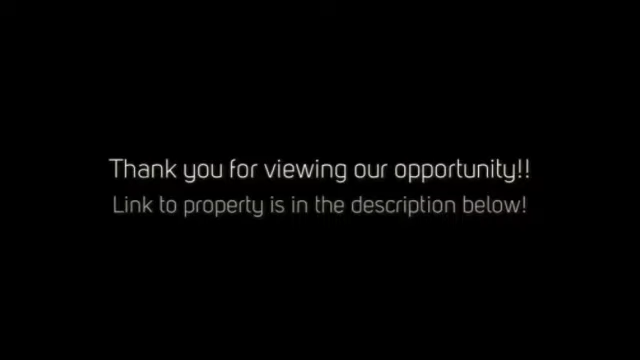 Thank you for viewing our opportunity!!
Link to property is in the description below!